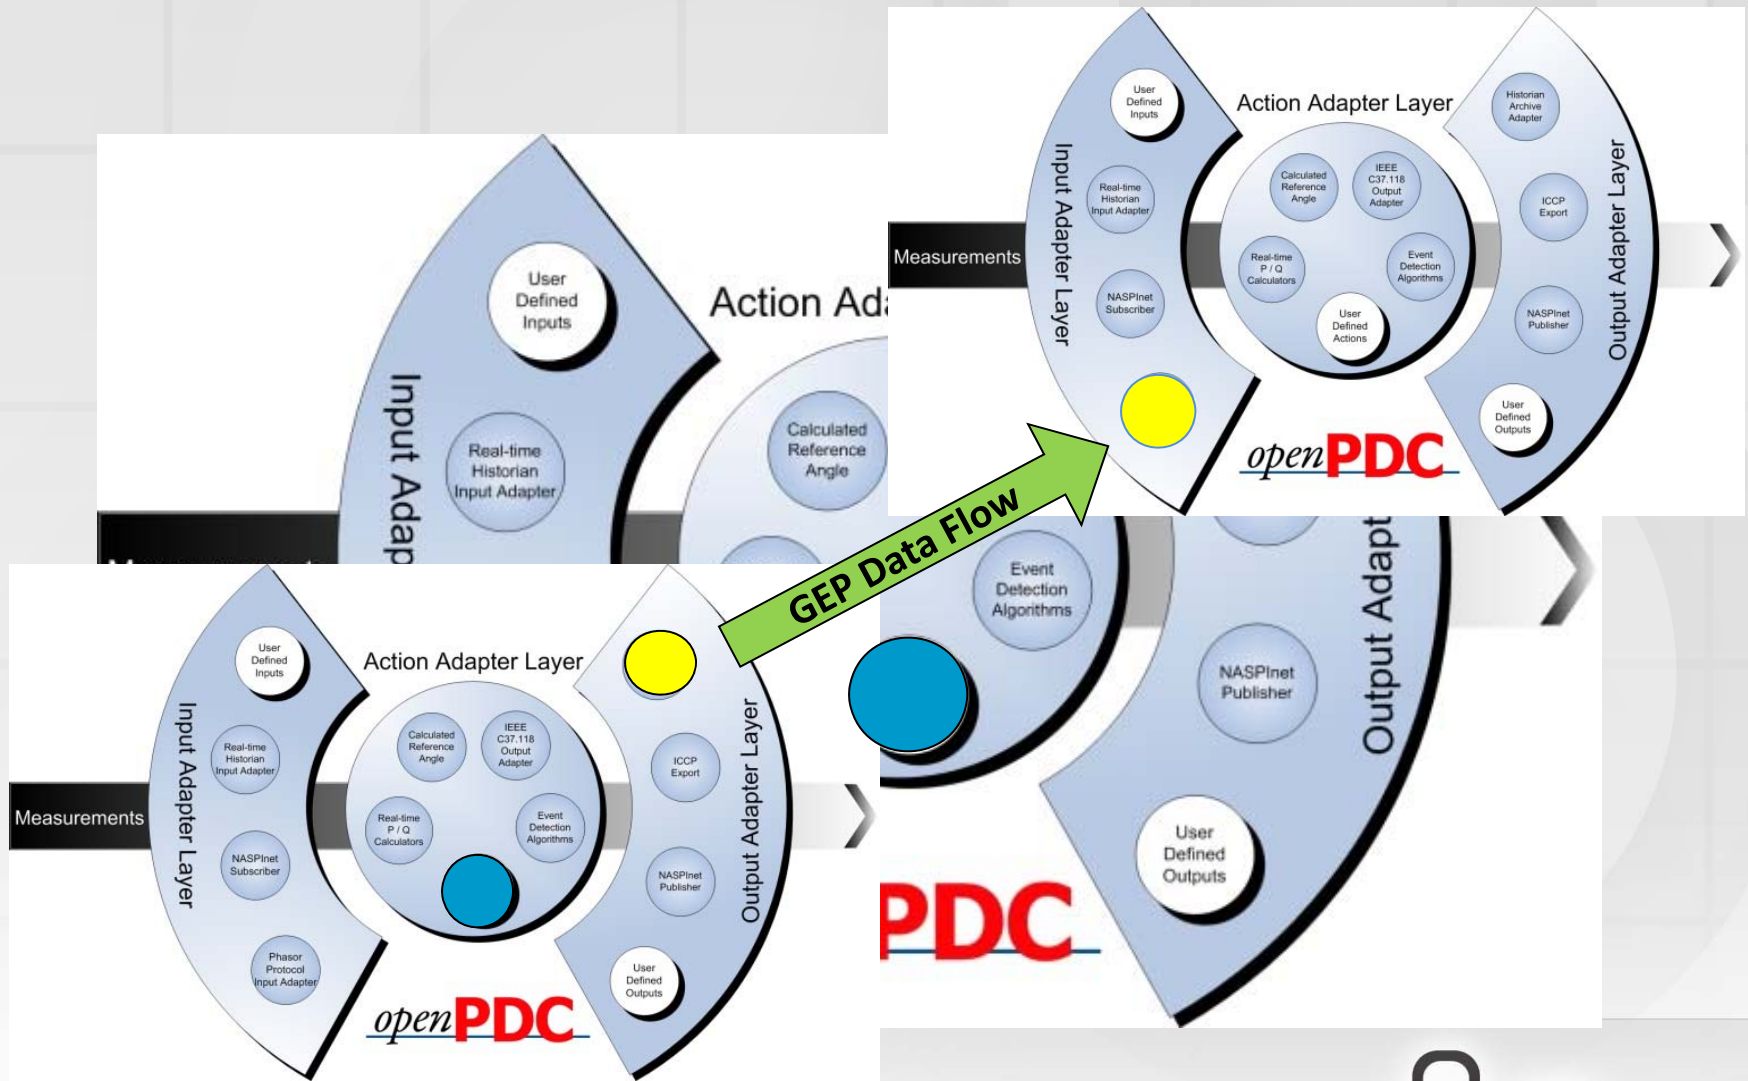 User
Defined
Inputs
Action Adapter Layer
Historian
Archive
Adapter
Input Adapter Layer
Real-time
Historian
Input Adapter
Calculated
Reference
Angle
IEEE
C37.118
Output
Adapter
ICCP
Export
Output Adapter Layer
Measurements
Real-time
P / Q
Calculators
Event
Detection
Algorithms
NASPInet
Subscriber
User
Defined
Actions
NASPInet
Publisher
User
Defined
Outputs
openPDC
User
Defined
Inputs
Action Ada
Input Adap
Real-time
Historian
Input Adapter
Calculated
Reference
Angle
GEP Data Flow
Event
Detection
Algorithms
Output Adapt
NASPInet
Publisher
User
Defined
Outputs
PDC
User
Defined
Inputs
Action Adapter Layer
Input Adapter Layer
Real-time
Historian
Input Adapter
Calculated
Reference
Angle
IEEE
C37.118
Output
Adapter
ICCP
Export
Output Adapter Layer
Measurements
Real-time
P / Q
Calculators
Event
Detection
Algorithms
NASPInet
Subscriber
NASPInet
Publisher
Phasor
Protocol
Input Adapter
User
Defined
Outputs
openPDC